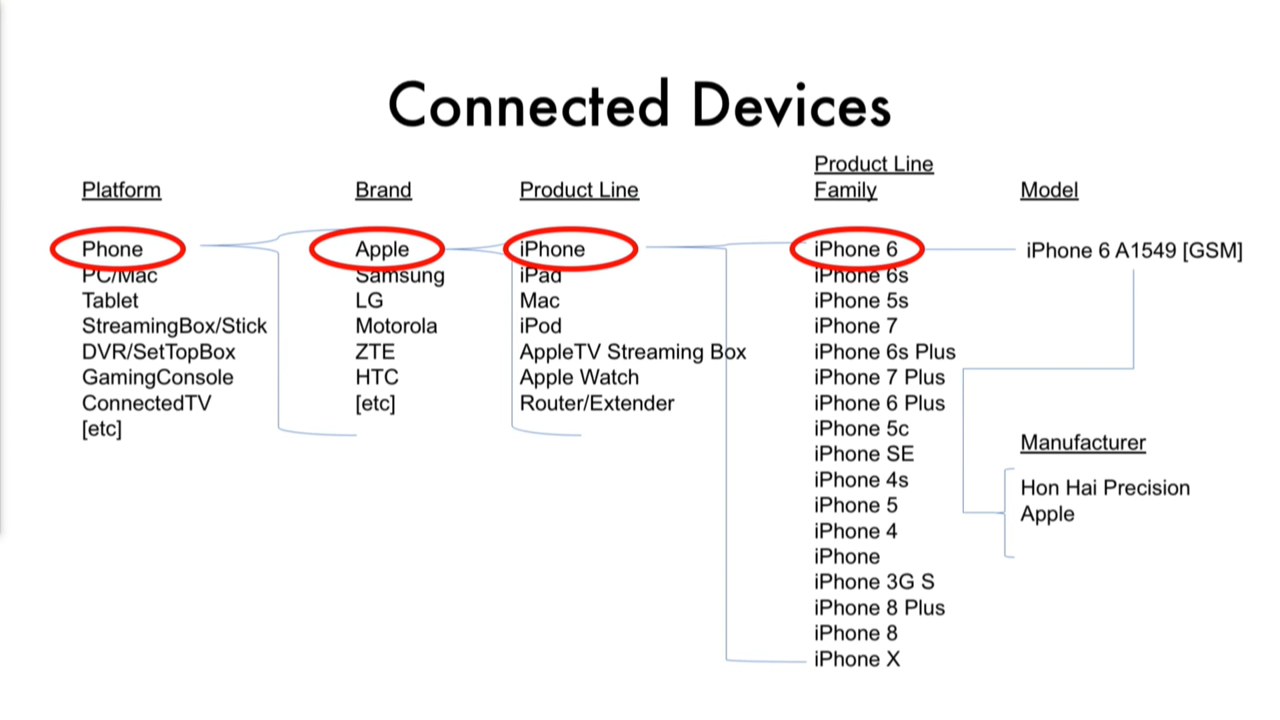 Connected Devices
Platform
Phone
PC/Mac
Tablet
StreamingBox/Stick
DVR/SetTopBox
GamingConsole
ConnectedTV
[etc]
Brand
Apple
Samsung
LG
Motorola
ZTE
HTC
[etc]
Product Line
iPhone
iPad
Mac
iPod
AppleTV Streaming Box
Apple Watch
Router/Extender
Product Line
Family
iPhone 6
iPhone 6s
iPhone 5s
iPhone 7
iPhone 6s Plus
iPhone 7 Plus
iPhone 6 Plus
iPhone 5c
iPhone SE
iPhone 4s
iPhone 5
iPhone 4
iPhone
iPhone 3G S
iPhone 8 Plus
iPhone 8
iPhone X
Model
iPhone 6 A1549 [GSM]
Manufacturer
Hon Hai Precision
Apple